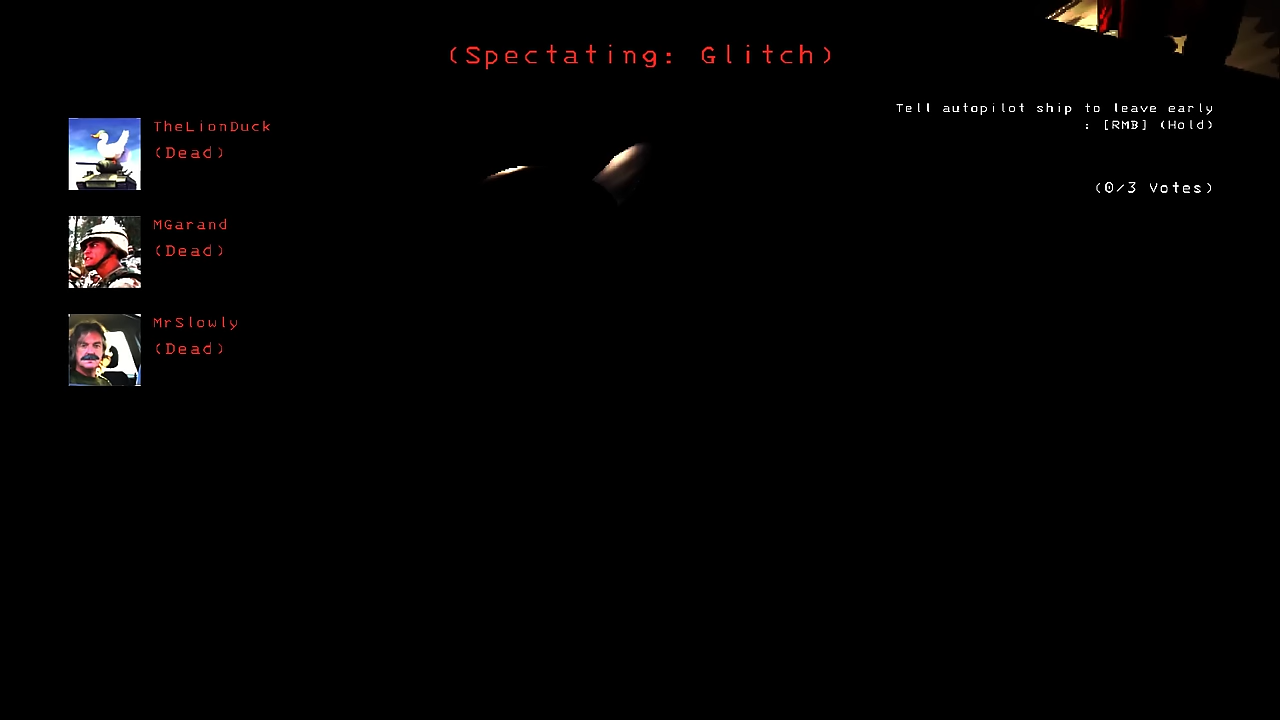 (Spectating: Glitch)
TheLionDuck
(Dead)
MGarand
(Dead)
MrSlowly
(Dead)
Tell autopilot ship to leave early
: [RMB] (Hold)
(0/3 Votes)